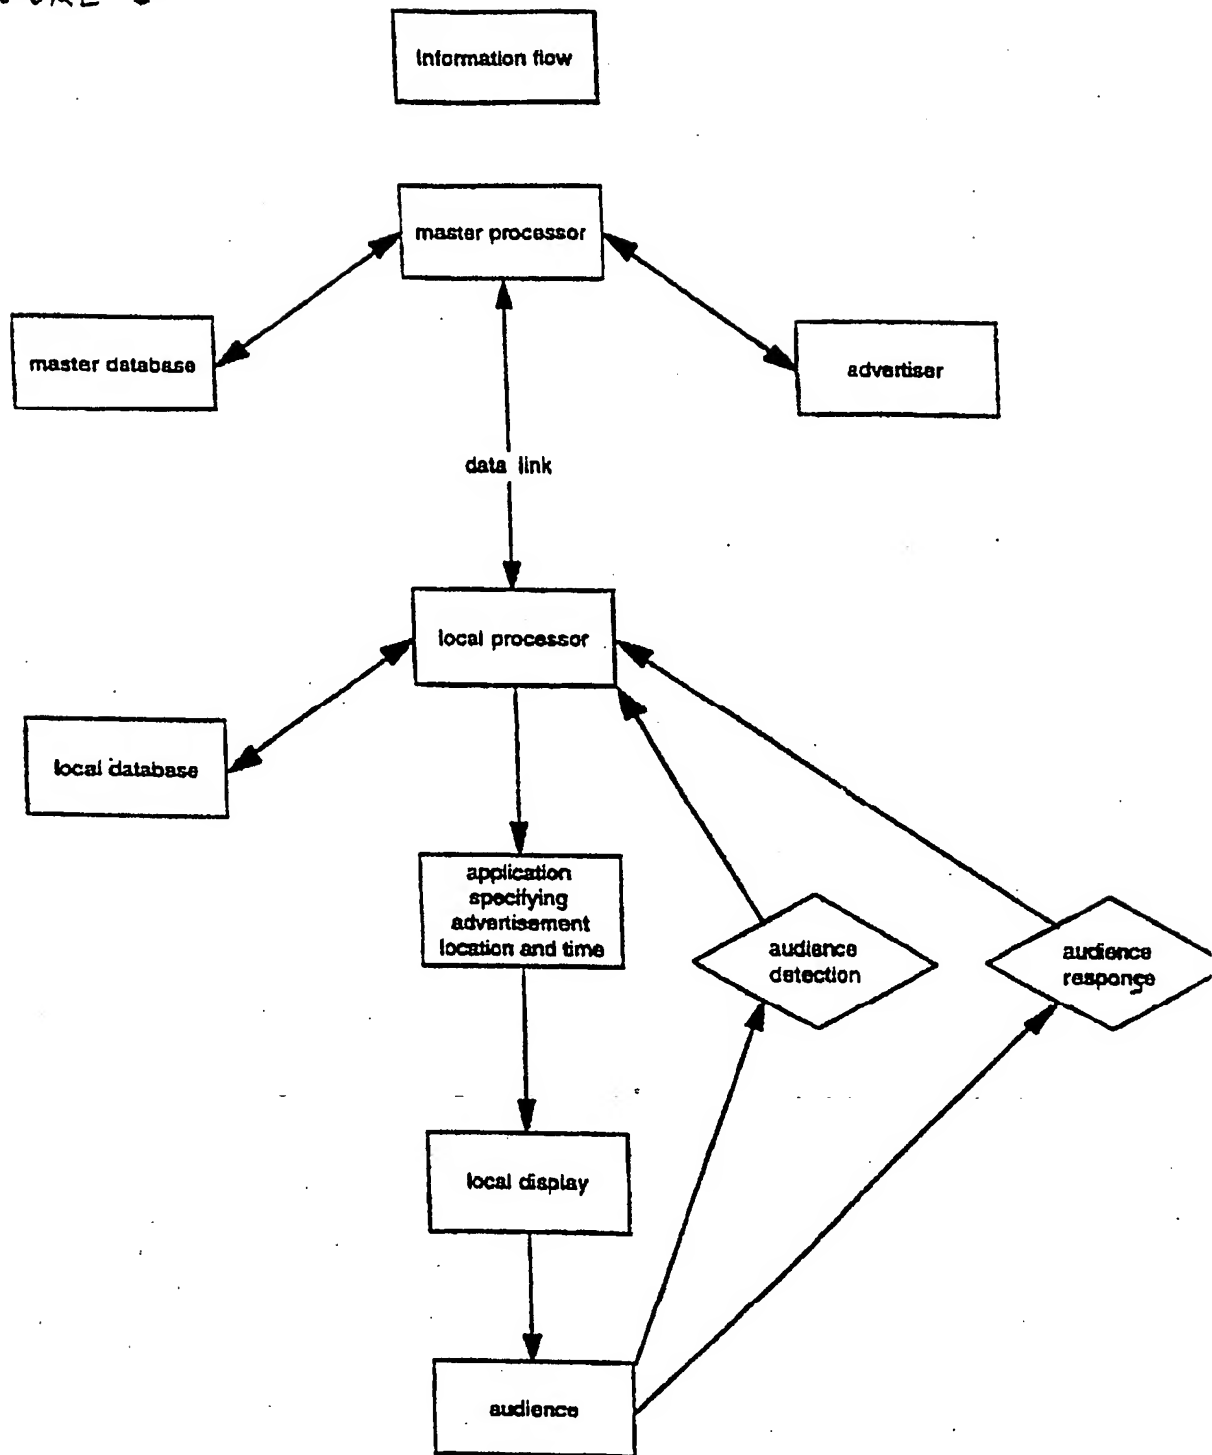 information flow
master processor
master database
advertiser
data link
local processor
local database
application
specifying
advertisement
location and time
audience
detection
audience
response
local display
audience